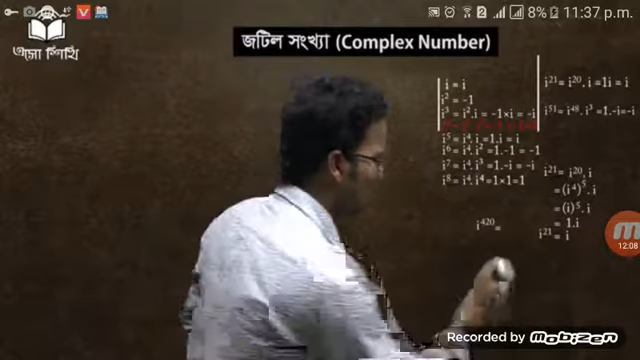 8% 11:37 p.m.
এসো শিখি
জটিল সংখ্যা (Complex Number)
i = i
i² = -1
i³ = i².i = -1×i = -i
i⁵= i⁴.i=1.i = i
i⁶= i⁴.i²=1.-1= -1
i⁷= i⁴.i³=1.-i= -i
i⁸= i⁴.i⁴=1×1=1
i⁴²⁰=
i²¹= i²⁰. i =1i = i
i⁵¹= i⁴⁸. i³ =1.-i=-i
i²¹= i²⁰.i
=(i⁴)⁵.i
=(i)⁵. i
= 1.i
i²¹= i
12:08
Recorded by
mobizen